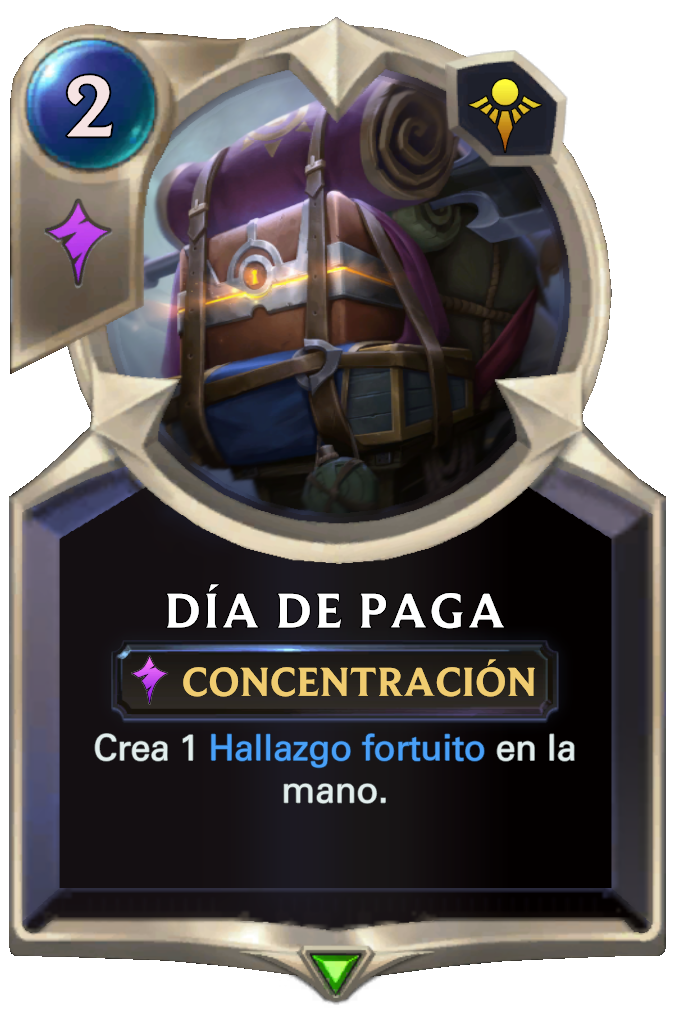 2
DÍA DE PAGA
CONCENTRACIÓN
Crea 1 Hallazgo fortuito en la
mano.